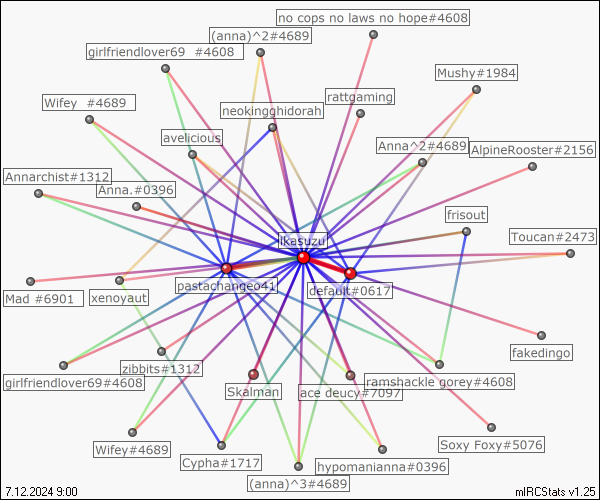 no cops no laws no hope#4608
(anna)^2#4689
girlfriendlover69 #4608
Mushy#1984
rattgaming
Wifey #4689
neokingghidorah
avelicious
Anna^2#4689
AlpineRooster#2156
Annarchist#1312
Anna.#0396
frisout
Toucan#2473
ikasuzu
pastachangeo41
default#0617
Mad #6901
xenoyaut
fakedingo
zibbits#1312
girlfriendlover69#4608
ramshackle gorey#4608
Skalman
ace deucy#7097
Wifey#4689
Soxy Foxy#5076
Cypha#1717
hypomanianna#0396
(anna)^3#4689
7.12.2024 9:00
mIRCStats v1.25